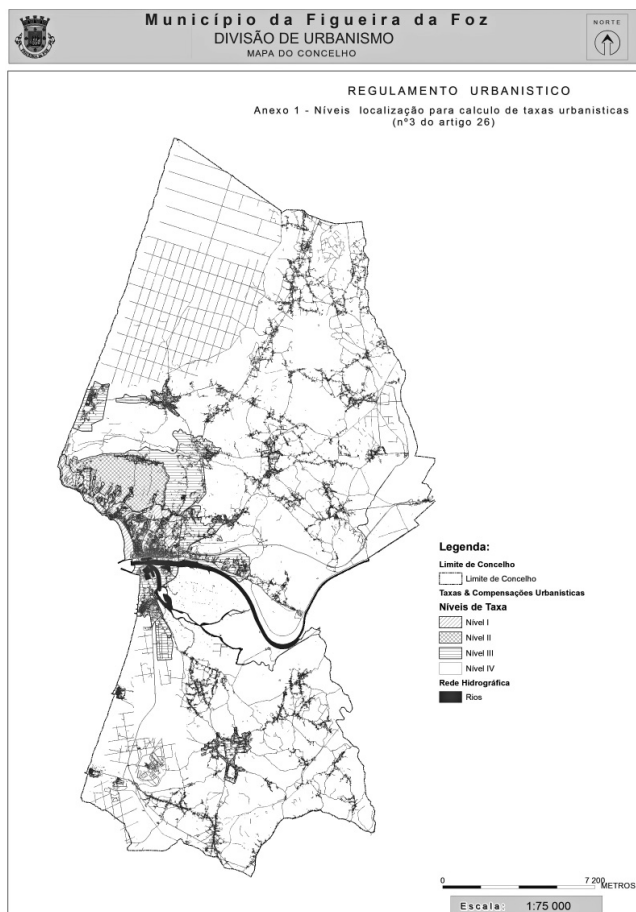 Município da Figueira da Foz
DIVISÃO DE URBANISMO
MAPA DO CONCELHO
NORTE
REGULAMENTO URBANISTICO
Anexo 1 - Níveis localização para calculo de taxas urbanisticas
(nº3 do artigo 26)
Legenda:
Limite de Concelho
Limite de Concelho
Taxas & Compensações Urbanísticas
Níveis de Taxa
Nível I
Nível II
Nível III
Nível IV
Rede Hidrográfica
Rios
0 7 200 METROS
Escala: 1:75 000